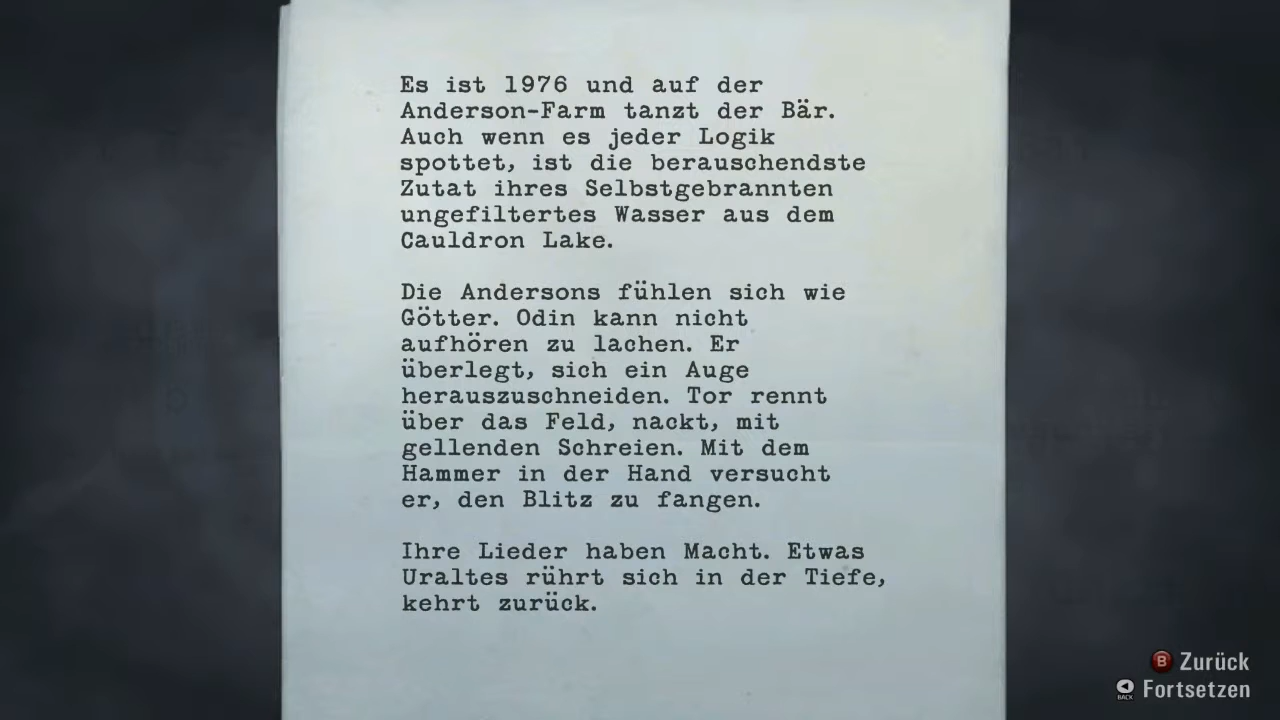 Es ist 1976 und auf der
Anderson-Farm tanzt der Bär.
Auch wenn es jeder Logik
spottet, ist die berauschendste
Zutat ihres Selbstgebrannten
ungefiltertes Wasser aus dem
Cauldron Lake.
Die Andersons fühlen sich wie
Götter. Odin kann nicht
aufhören zu lachen. Er
überlegt, sich ein Auge
herauszuschneiden. Tor rennt
über das Feld, nackt, mit
gellenden Schreien. Mit dem
Hammer in der Hand versucht
er, den Blitz zu fangen.
Ihre Lieder haben Macht. Etwas
Uraltes rührt sich in der Tiefe,
kehrt zurück.
B Zurück
BACK Fortsetzen